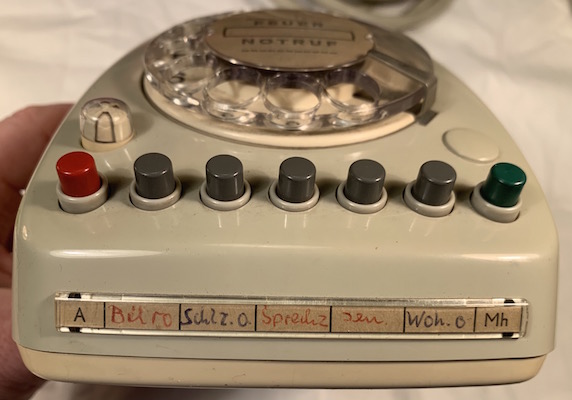 FEUER
NOTRUF
A Büro Schlz.o. Sprechz Woh.o Mh